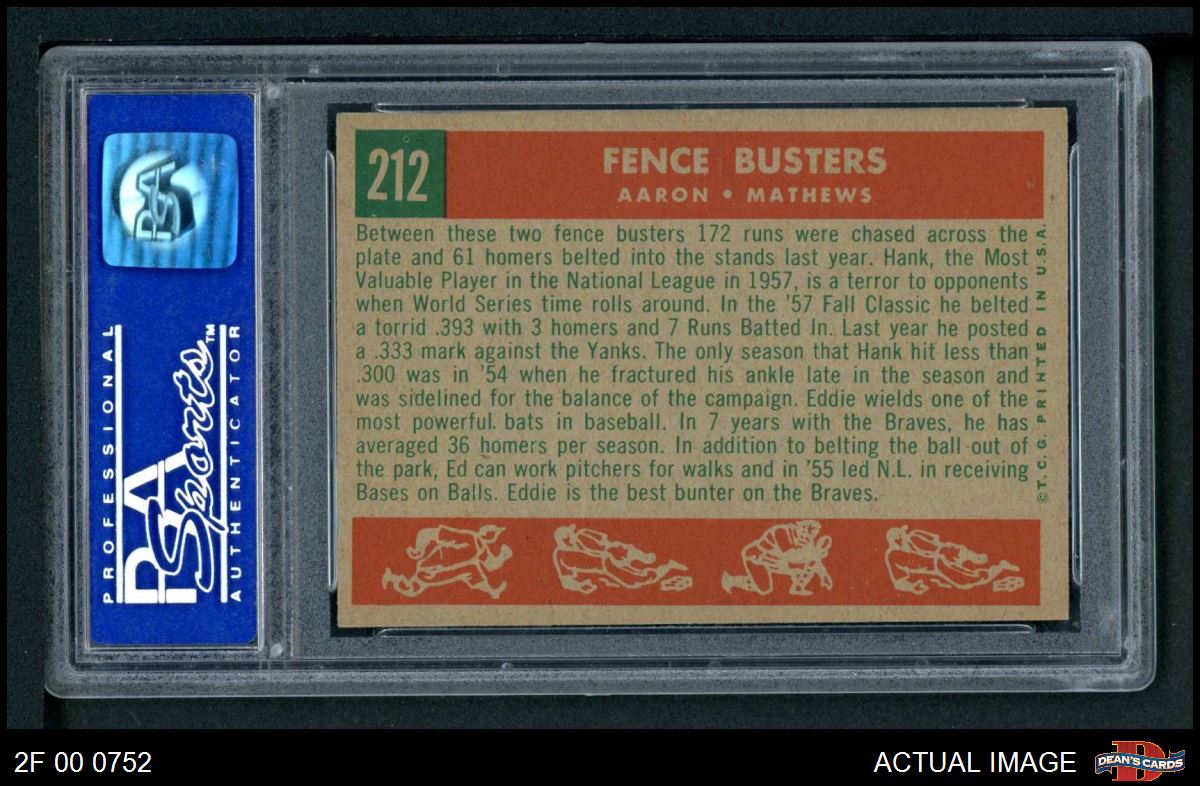 PSA
PROFESSIONAL
PSA
Sports™
AUTHENTICATOR
212
FENCE BUSTERS
AARON • MATHEWS
Between these two fence busters 172 runs were chased across the
plate and 61 homers belted into the stands last year. Hank, the Most
Valuable Player in the National League in 1957, is a terror to opponents
when World Series time rolls around. In the '57 Fall Classic he belted
a torrid .393 with 3 homers and 7 Runs Batted In. Last year he posted
a .333 mark against the Yanks. The only season that Hank hit less than
.300 was in '54 when he fractured his ankle late in the season and
was sidelined for the balance of the campaign. Eddie wields one of the
most powerful bats in baseball. In 7 years with the Braves, he has
averaged 36 homers per season. In addition to belting the ball out of
the park, Ed can work pitchers for walks and in '55 led N.L. in receiving
Bases on Balls. Eddie is the best bunter on the Braves.
©T. C. G. PRINTED IN U.S.A.
2F 00 0752
ACTUAL IMAGE
D
DEAN'S CARDS